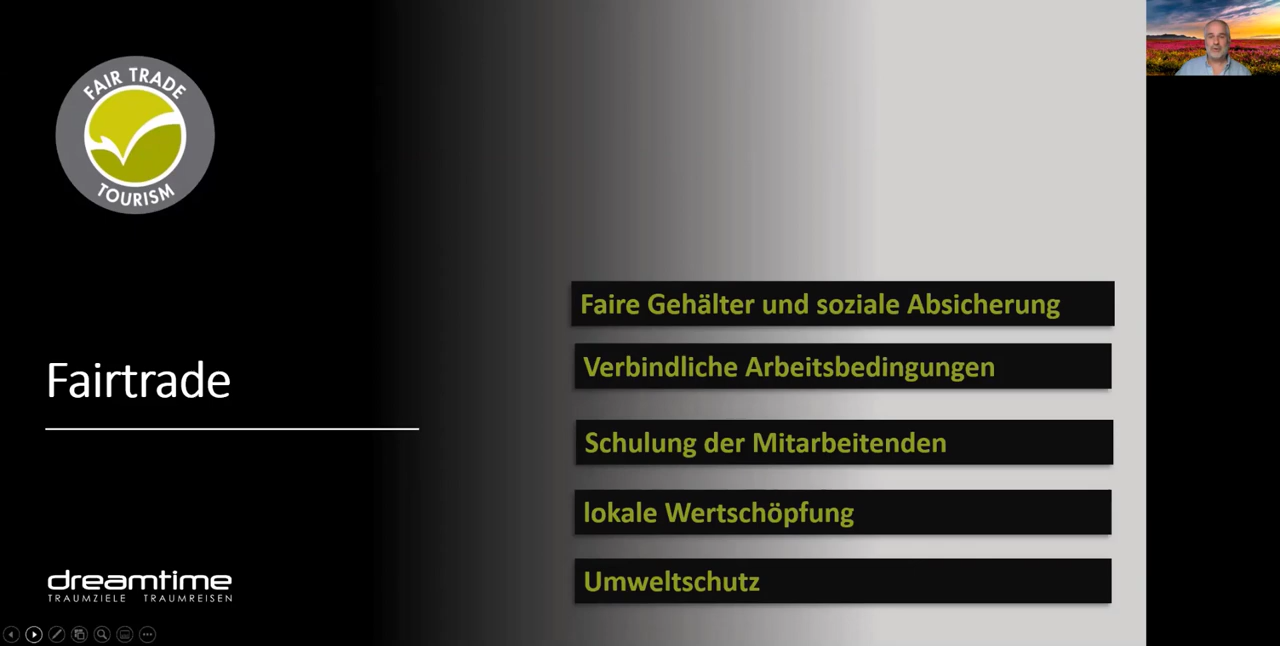 FAIR TRADE
TOURISM
Fairtrade
Faire Gehälter und soziale Absicherung
Verbindliche Arbeitsbedingungen
Schulung der Mitarbeitenden
lokale Wertschöpfung
Umweltschutz
dreamtime
TRAUMZIELE TRAUMREISEN